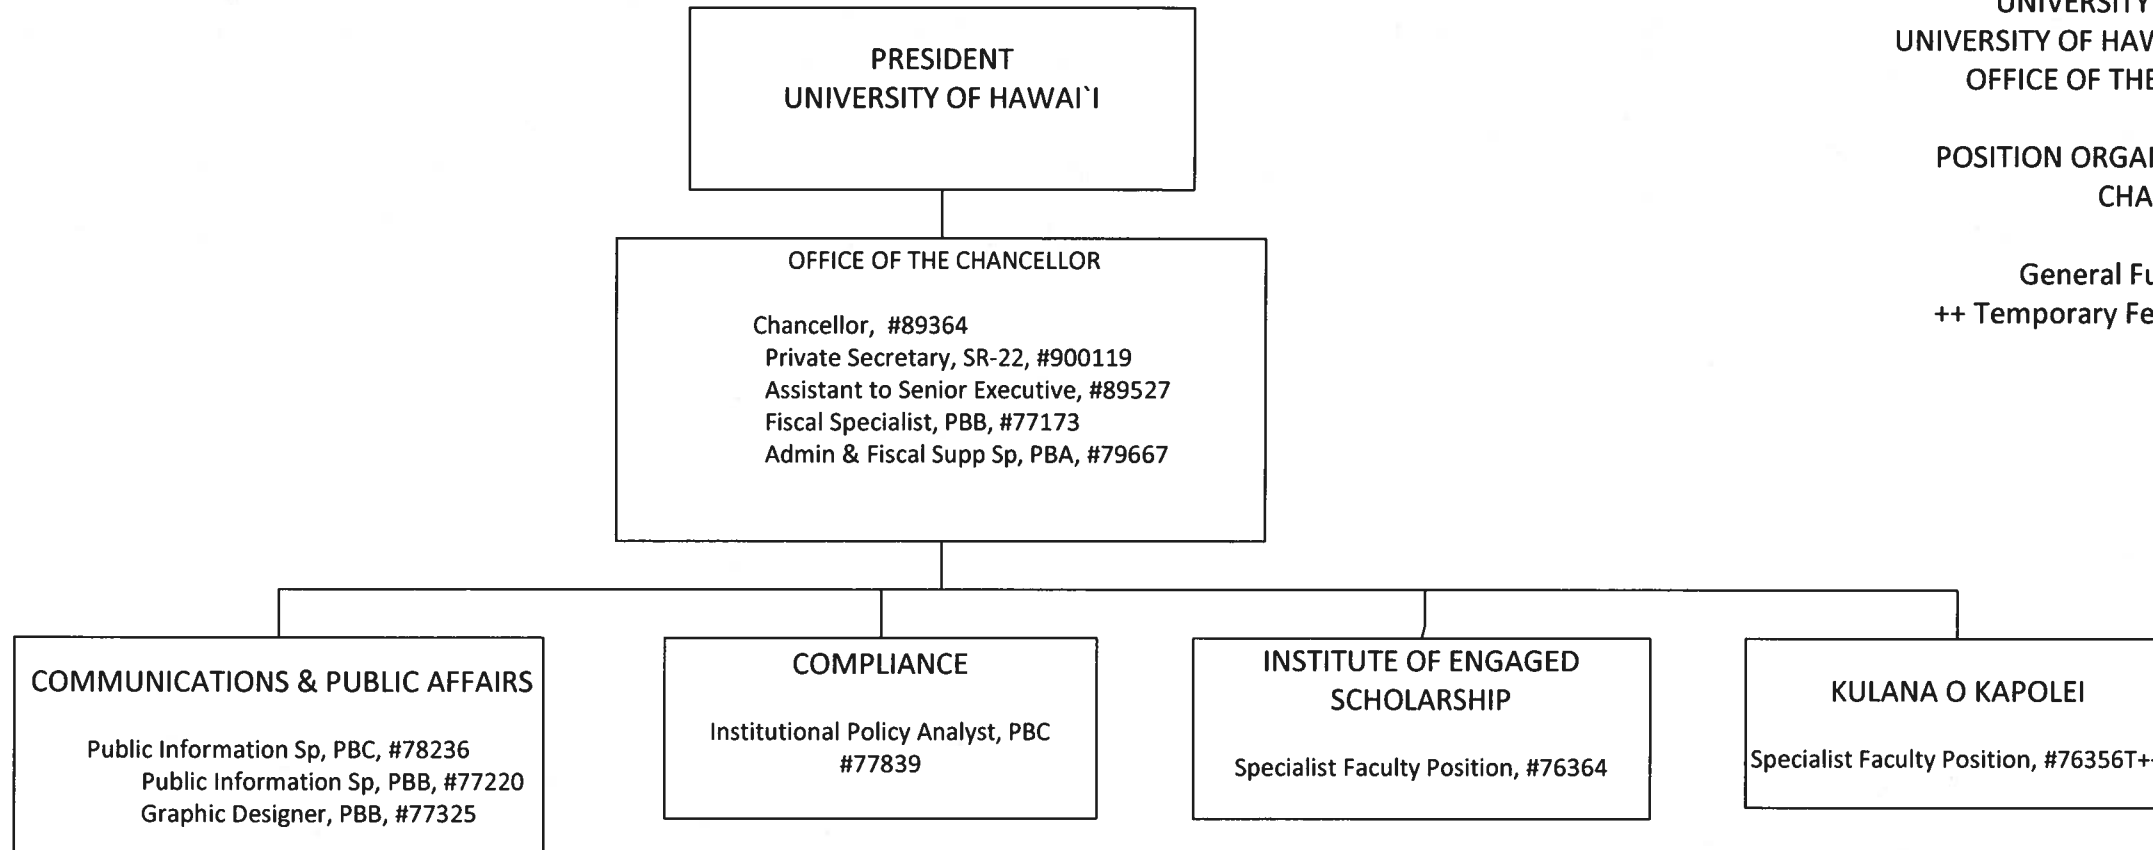 PRESIDENT
UNIVERSITY OF HAWAI`I
UNIVERSITY
UNIVERSITY OF
OFFICE OF THE
POSITION
General
++ Temporary
OFFICE OF THE CHANCELLOR
Chancellor, #89364
Private Secretary, SR-22, #900119
Assistant to Senior Executive, #89527
Fiscal Specialist, PBB, #77173
Admin & Fiscal Supp Sp, PBA, #79667
COMMUNICATIONS & PUBLIC AFFAIRS
Public Information Sp, PBC, #78236
Public Information Sp, PBB, #77220
Graphic Designer, PBB, #77325
COMPLIANCE
Institutional Policy Analyst, PBC
#77839
INSTITUTE OF ENGAGED
SCHOLARSHIP
Specialist Faculty Position, #76364
KULANA O KAPOLEI
Specialist Faculty Position, #76356T+